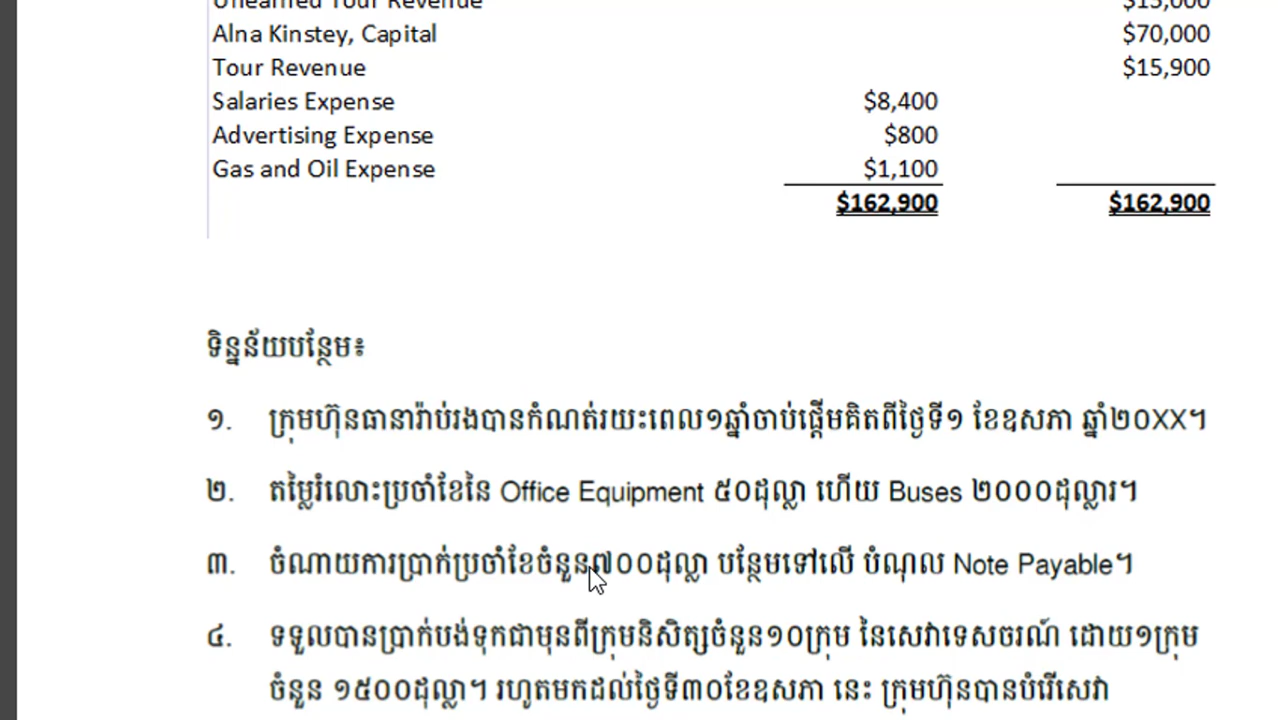 Unearned Tour Revenue $15,000
Alna Kinstey, Capital $70,000
Tour Revenue $15,900
Salaries Expense $8,400
Advertising Expense $800
Gas and Oil Expense $1,100
$162,900 $162,900
ទិន្នន័យបន្ថែម៖
១. ក្រុមហ៊ុនធានារ៉ាប់រងបានកំណត់រយះពេល១ឆ្នាំចាប់ផ្តើមគិតពីថ្ងៃទី១ ខែឧសភា ឆ្នាំ២០XX។
២. តម្លៃរំលោះប្រចាំខែនៃ Office Equipment ៥០ដុល្លា ហើយ Buses ២០០០ដុល្លារ។
៣. ចំណាយការប្រាក់ប្រចាំខែចំនួន៧០០ដុល្លា បន្ថែមទៅលើ បំណុល Note Payable។
៤. ទទួលបានប្រាក់បង់ទុកជាមុនពីក្រុមនិសិត្សចំនួន១០ក្រុម នៃសេវាទេសចរណ៍ ដោយ១ក្រុម
ចំនួន ១៥០០ដុល្លា។ រហូតមកដល់ថ្ងៃទី៣០ខែឧសភា នេះ ក្រុមហ៊ុនបានបំរើសេវា